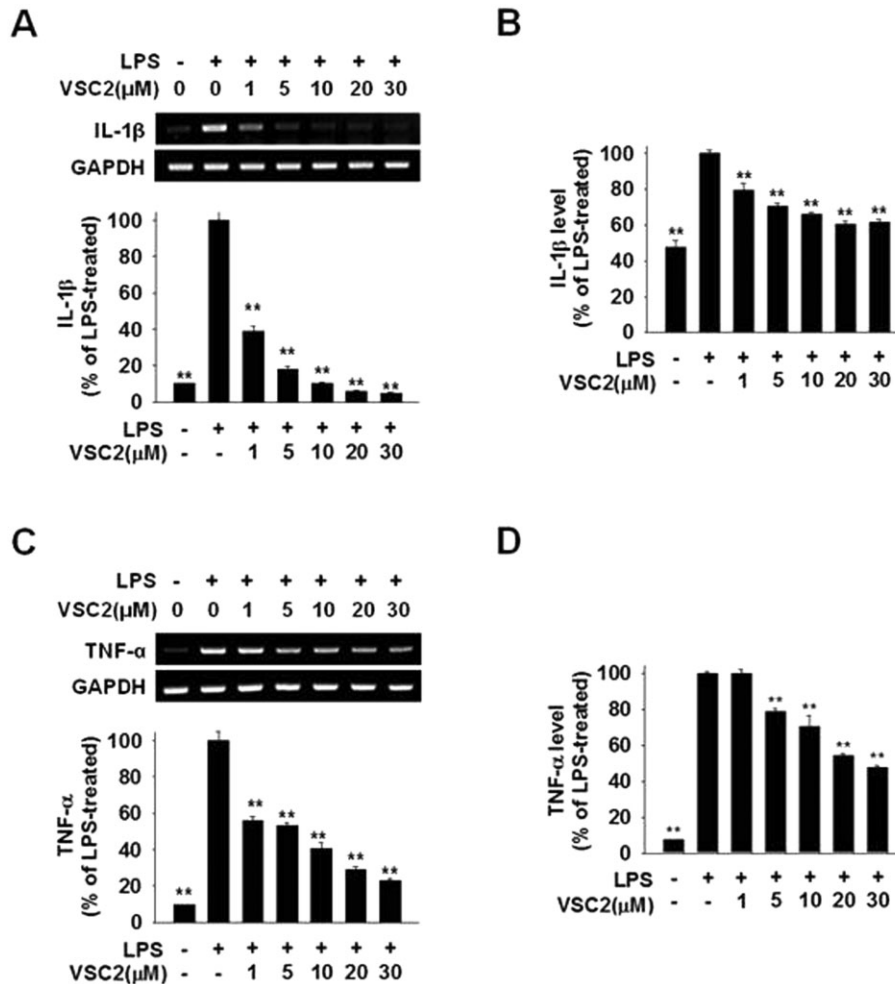 A
LPS - + + + + + +
VSC2(μM) 0 0 1 5 10 20 30
IL-1β
GAPDH
IL-1β
(% of LPS-treated)
100
80
60
40
20
0
**
**
**
**
**
**
LPS - + + + + + +
VSC2(μM) - - 1 5 10 20 30
B
IL-1β level
(% of LPS-treated)
100
80
60
40
20
0
**
**
**
**
**
**
LPS - + + + + + +
VSC2(μM) - - 1 5 10 20 30
C
LPS - + + + + + +
VSC2(μM) 0 0 1 5 10 20 30
TNF-α
GAPDH
TNF-α
(% of LPS-treated)
100
80
60
40
20
0
**
**
**
**
**
**
LPS - + + + + + +
VSC2(μM) - - 1 5 10 20 30
D
TNF-α level
(% of LPS-treated)
100
80
60
40
20
0
**
**
**
**
**
LPS - + + + + + +
VSC2(μM) - - 1 5 10 20 30